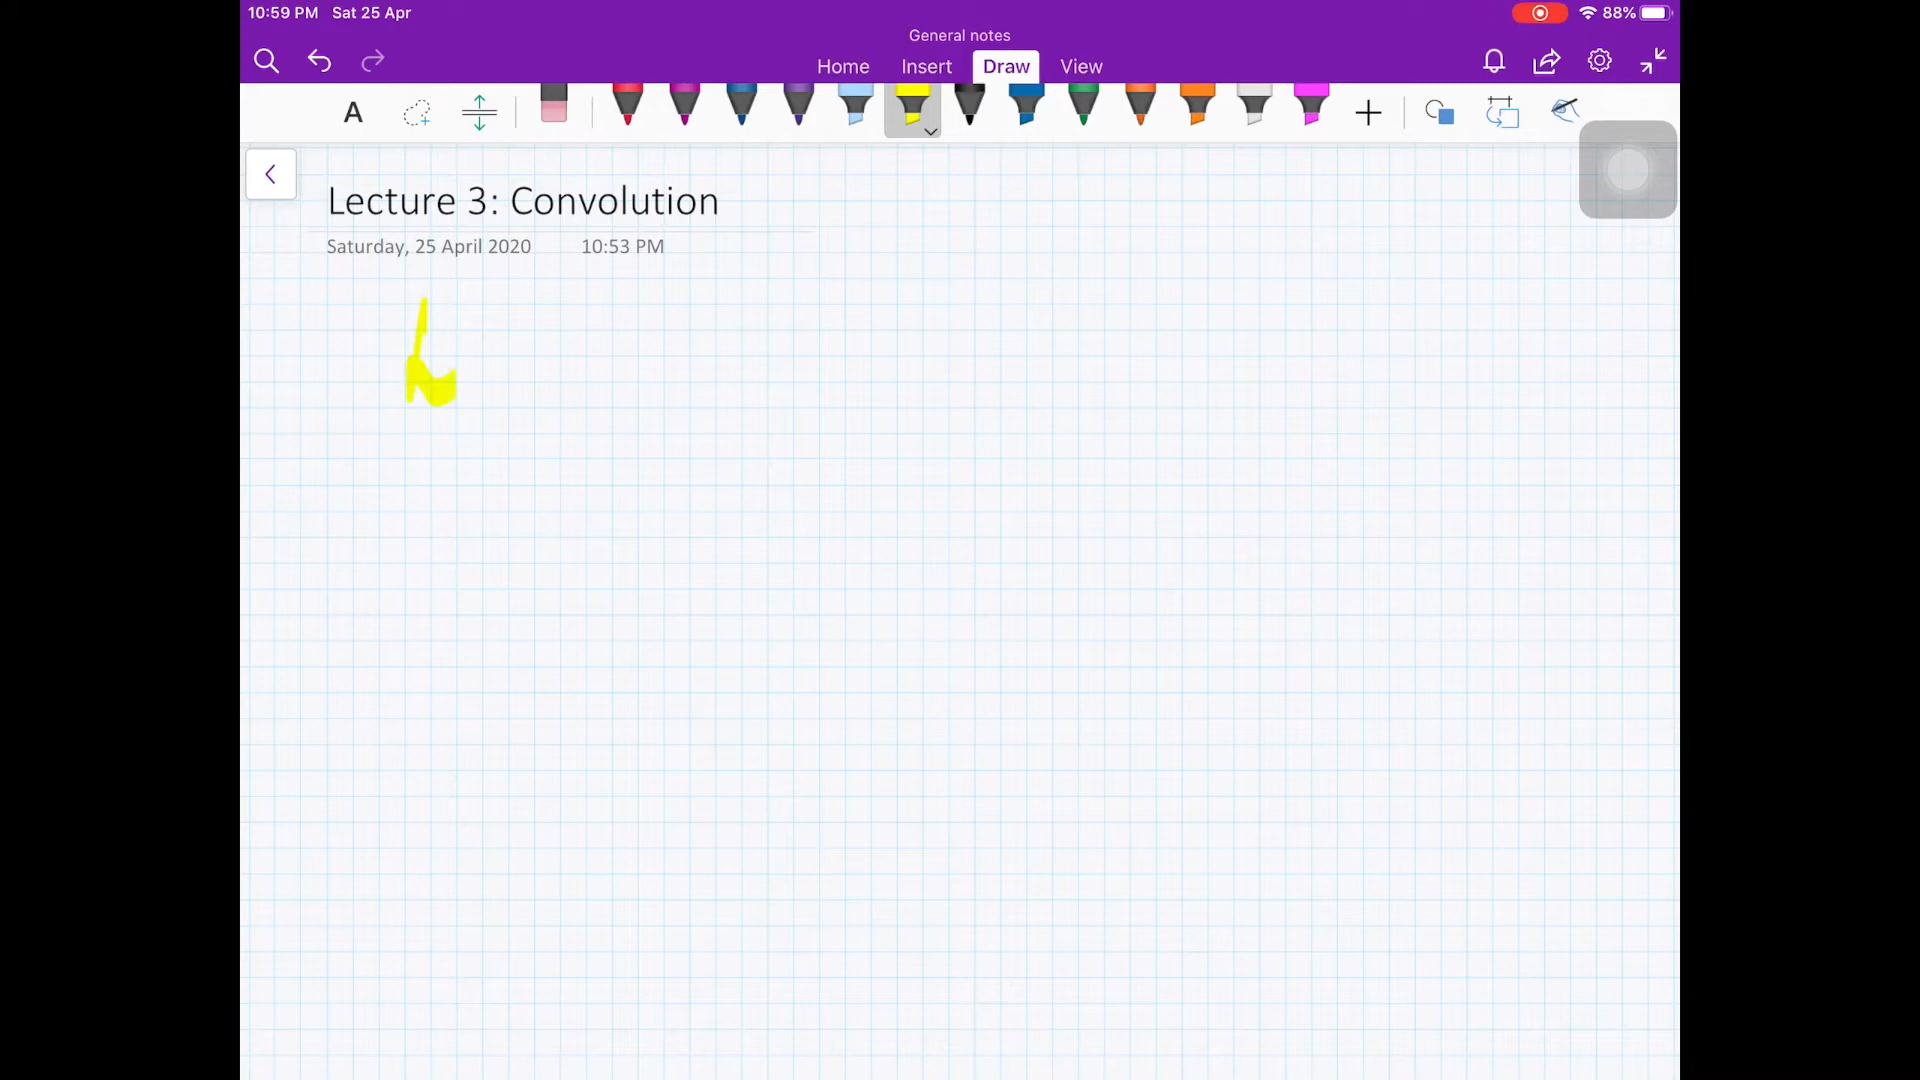 10:59 PM Sat 25 Apr
88%
General notes
Home Insert Draw View
A
Lecture 3: Convolution
Saturday, 25 April 2020 10:53 PM